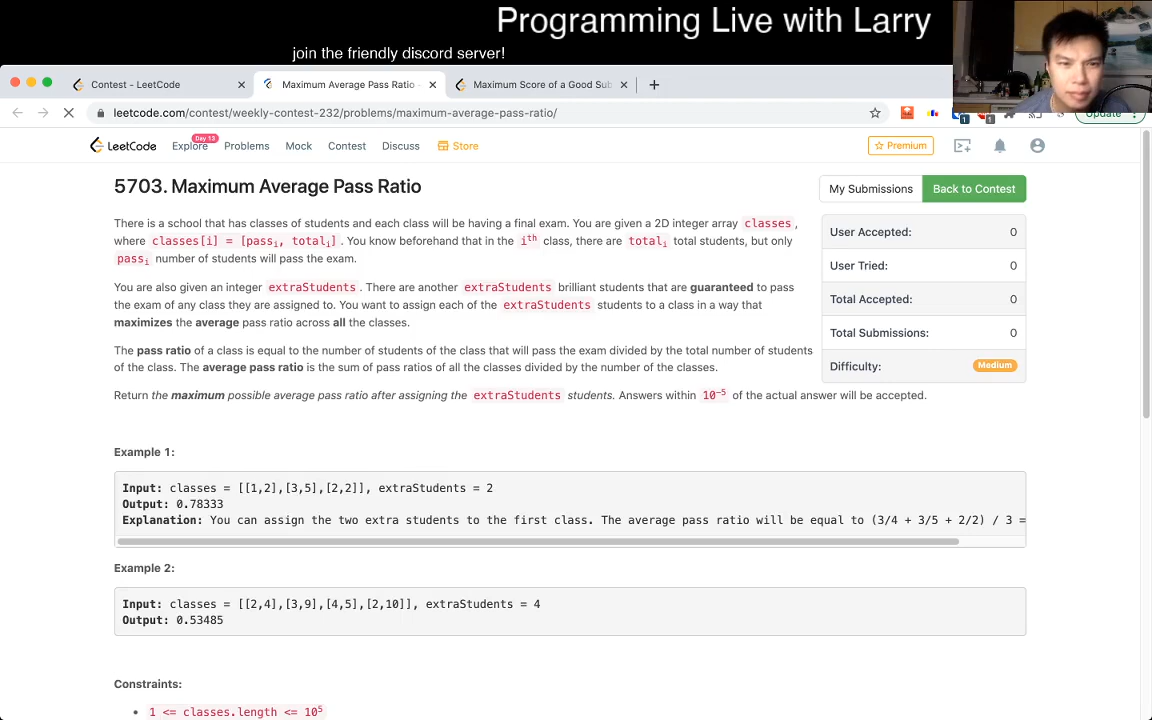 Programming Live with Larry
join the friendly discord server!
Contest - LeetCode
Maximum Average Pass Ratio
Maximum Score of a Good Sub
leetcode.com/contest/weekly-contest-232/problems/maximum-average-pass-ratio/
Update
LeetCode Explore Day 13 Problems Mock Contest Discuss Store Premium
5703. Maximum Average Pass Ratio
My Submissions Back to Contest
There is a school that has classes of students and each class will be having a final exam. You are given a 2D integer array classes,
where classes[i] = [passi, totali]. You know beforehand that in the ith class, there are totali total students, but only
passi number of students will pass the exam.
You are also given an integer extraStudents. There are another extraStudents brilliant students that are guaranteed to pass
the exam of any class they are assigned to. You want to assign each of the extraStudents students to a class in a way that
maximizes the average pass ratio across all the classes.
The pass ratio of a class is equal to the number of students of the class that will pass the exam divided by the total number of students
of the class. The average pass ratio is the sum of pass ratios of all the classes divided by the number of the classes.
Return the maximum possible average pass ratio after assigning the extraStudents students. Answers within 10−5 of the actual answer will be accepted.
User Accepted: 0
User Tried: 0
Total Accepted: 0
Total Submissions: 0
Difficulty: Medium
Example 1:
Input: classes = [[1,2],[3,5],[2,2]], extraStudents = 2
Output: 0.78333
Explanation: You can assign the two extra students to the first class. The average pass ratio will be equal to (3/4 + 3/5 + 2/2) / 3 =
Example 2:
Input: classes = [[2,4],[3,9],[4,5],[2,10]], extraStudents = 4
Output: 0.53485
Constraints:
1 <= classes.length <= 105